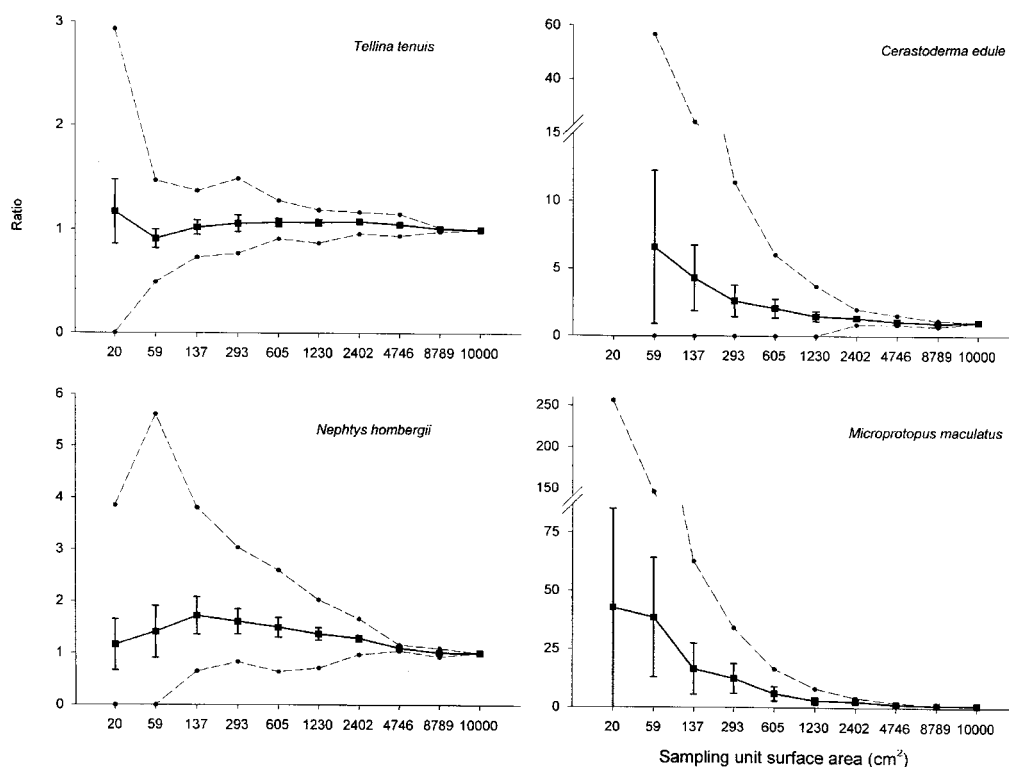 Tellina tenuis
Ratio
3
2
1
0
20 59 137 293 605 1230 2402 4746 8789 10000
Cerastoderma edule
60
40
15
10
5
0
20 59 137 293 605 1230 2402 4746 8789 10000
Nephtys hombergii
6
5
4
3
2
1
0
20 59 137 293 605 1230 2402 4746 8789 10000
Microprotopus maculatus
250
200
150
75
50
25
0
20 59 137 293 605 1230 2402 4746 8789 10000
Sampling unit surface area (cm²)